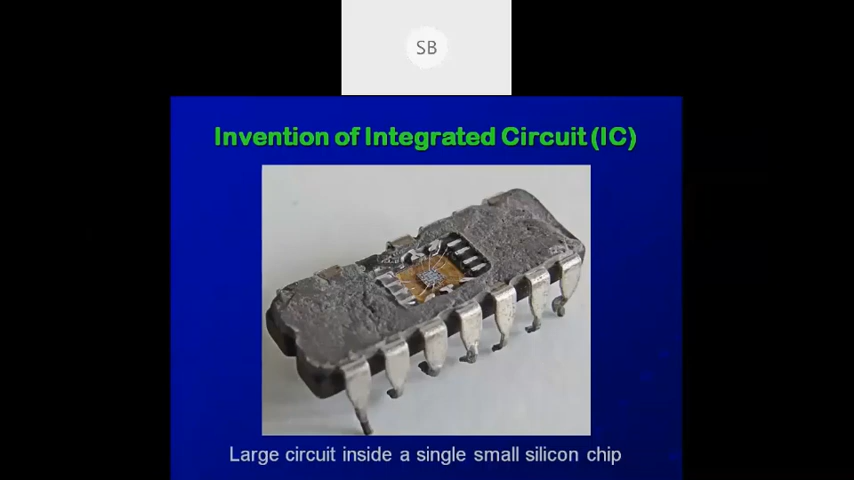 SB
Invention of Integrated Circuit (IC)
Large circuit inside a single small silicon chip